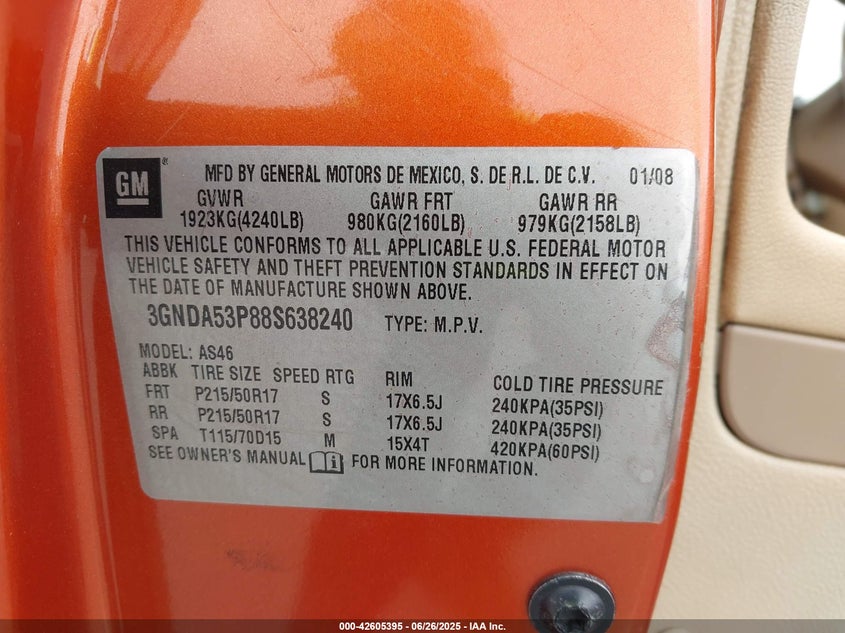 GM ® MFD BY GENERAL MOTORS DE MEXICO, S. DE R.L. DE C.V. 01/08
GVWR GAWR FRT GAWR RR
1923KG(4240LB) 980KG(2160LB) 979KG(2158LB)
THIS VEHICLE CONFORMS TO ALL APPLICABLE U.S. FEDERAL MOTOR
VEHICLE SAFETY AND THEFT PREVENTION STANDARDS IN EFFECT ON
THE DATE OF MANUFACTURE SHOWN ABOVE.
3GNDA53P88S638240 TYPE: M.P.V.
MODEL: AS46
ABBK TIRE SIZE SPEED RTG RIM COLD TIRE PRESSURE
FRT P215/50R17 S 17X6.5J 240KPA(35PSI)
RR P215/50R17 S 17X6.5J 240KPA(35PSI)
SPA T115/70D15 M 15X4T 420KPA(60PSI)
SEE OWNER'S MANUAL FOR MORE INFORMATION.
000-42605395 - 06/26/2025 - IAA Inc.